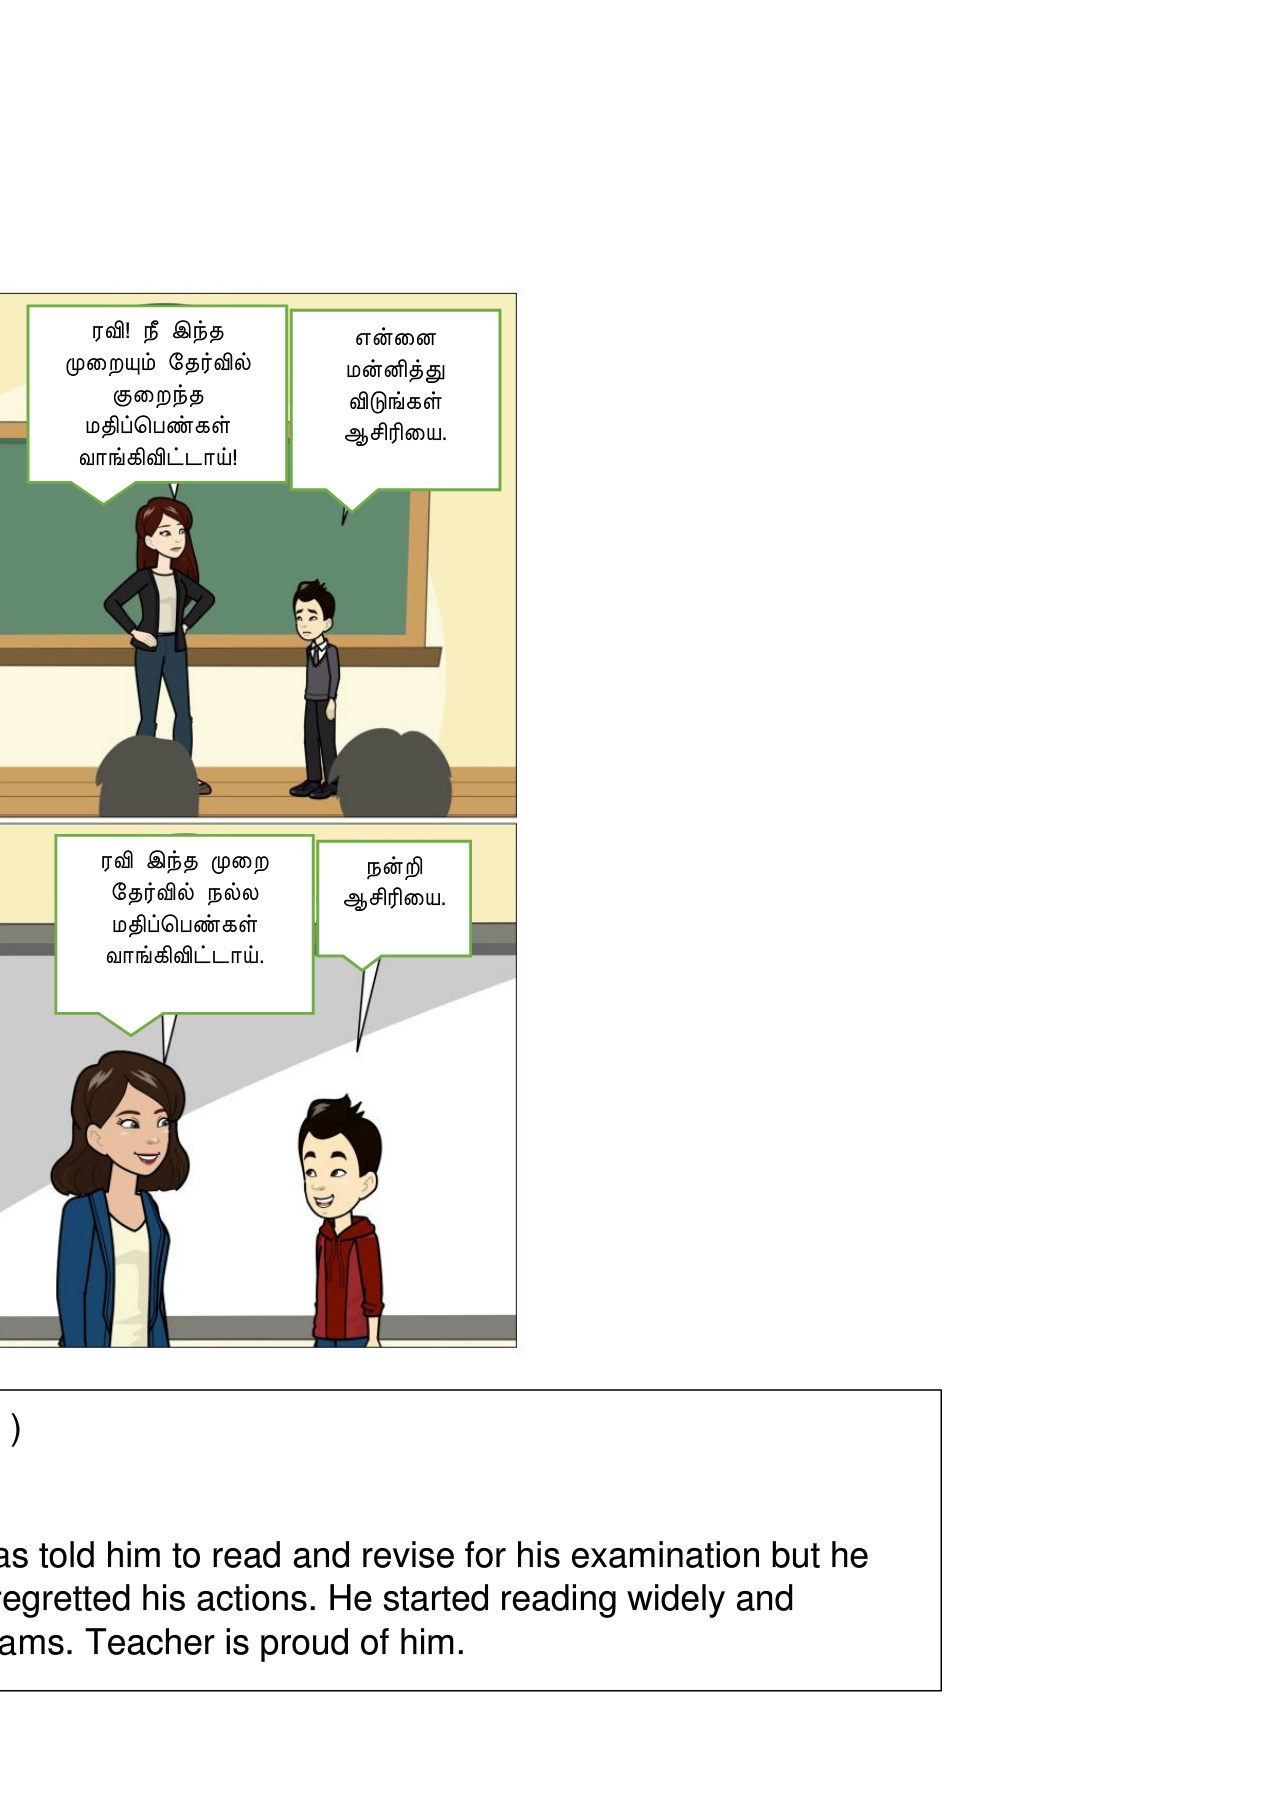 ரவி! நீ இந்த
முறையும் தேர்வில்
குறைந்த
மதிப்பெண்கள்
வாங்கிவிட்டாய்!
என்னை
மன்னித்து
விடுங்கள்
ஆசிரியை.
ரவி இந்த முறை
தேர்வில் நல்ல
மதிப்பெண்கள்
வாங்கிவிட்டாய்.
நன்றி
ஆசிரியை.
)
as told him to read and revise for his examination but he
regretted his actions. He started reading widely and
ams. Teacher is proud of him.